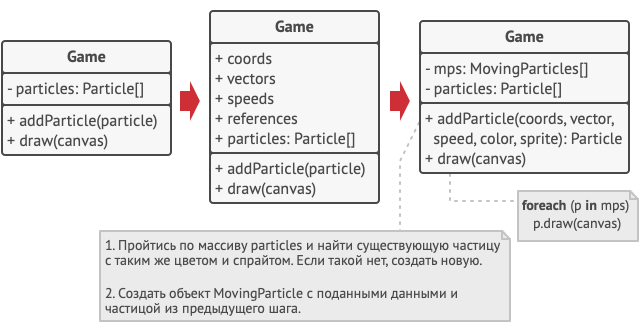 Game
- particles: Particle[]
+ addParticle(particle)
+ draw(canvas)
Game
+ coords
+ vectors
+ speeds
+ references
+ particles: Particle[]
+ addParticle(particle)
+ draw(canvas)
Game
- mps: MovingParticles[]
- particles: Particle[]
+ addParticle(coords, vector,
speed, color, sprite): Particle
+ draw(canvas)
foreach (p in mps)
p.draw(canvas)
1. Пройтись по массиву particles и найти существующую частицу
с таким же цветом и спрайтом. Если такой нет, создать новую.
2. Создать объект MovingParticle с поданными данными и
частицой из предыдущего шага.